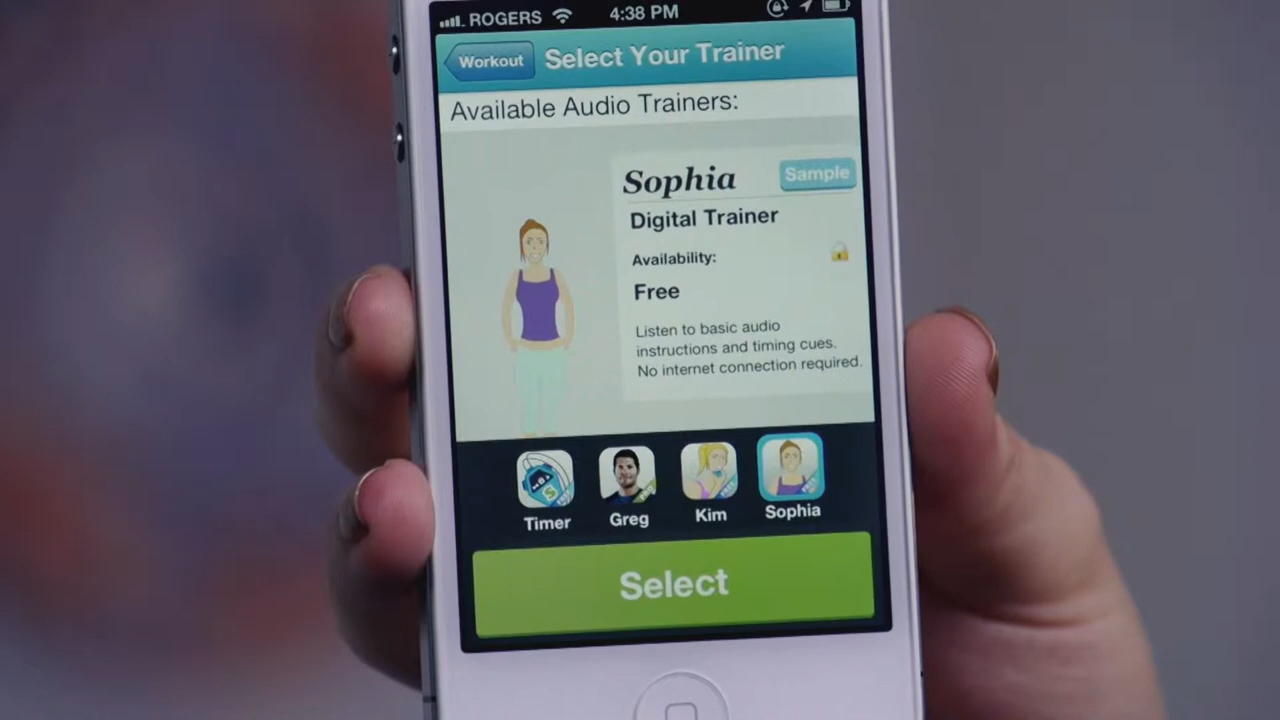 ROGERS 4:38 PM
Workout Select Your Trainer
Available Audio Trainers:
Sophia Sample
Digital Trainer
Availability:
Free
Listen to basic audio
instructions and timing cues.
No internet connection required.
Timer Greg Kim Sophia
Select